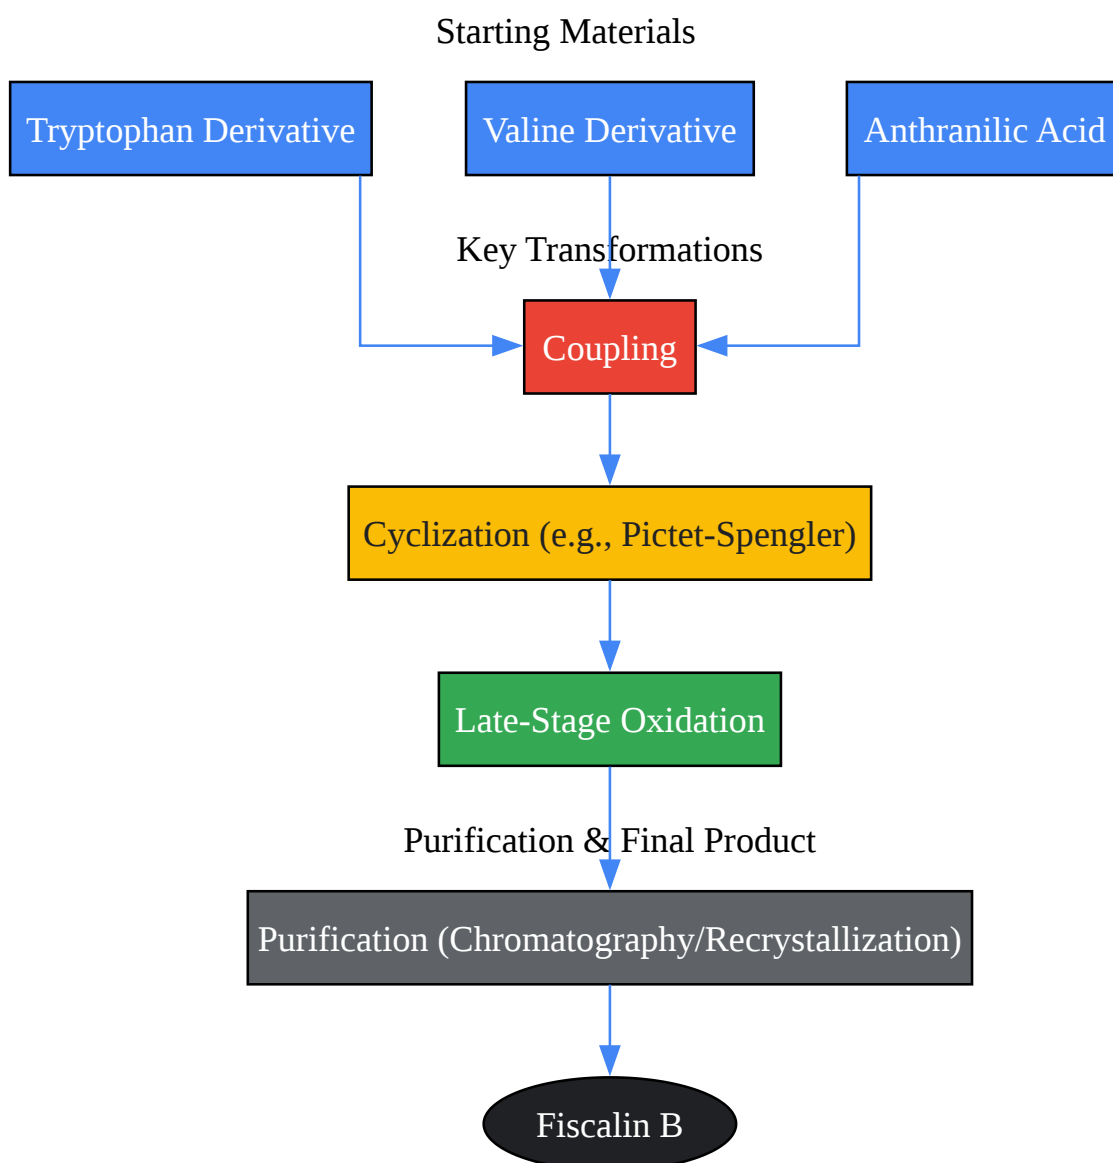 Starting Materials
Tryptophan Derivative
Valine Derivative
Anthranilic Acid
Key Transformations
Coupling
Cyclization (e.g., Pictet-Spengler)
Late-Stage Oxidation
Purification & Final Product
Purification (Chromatography/Recrystallization)
Fiscalin B